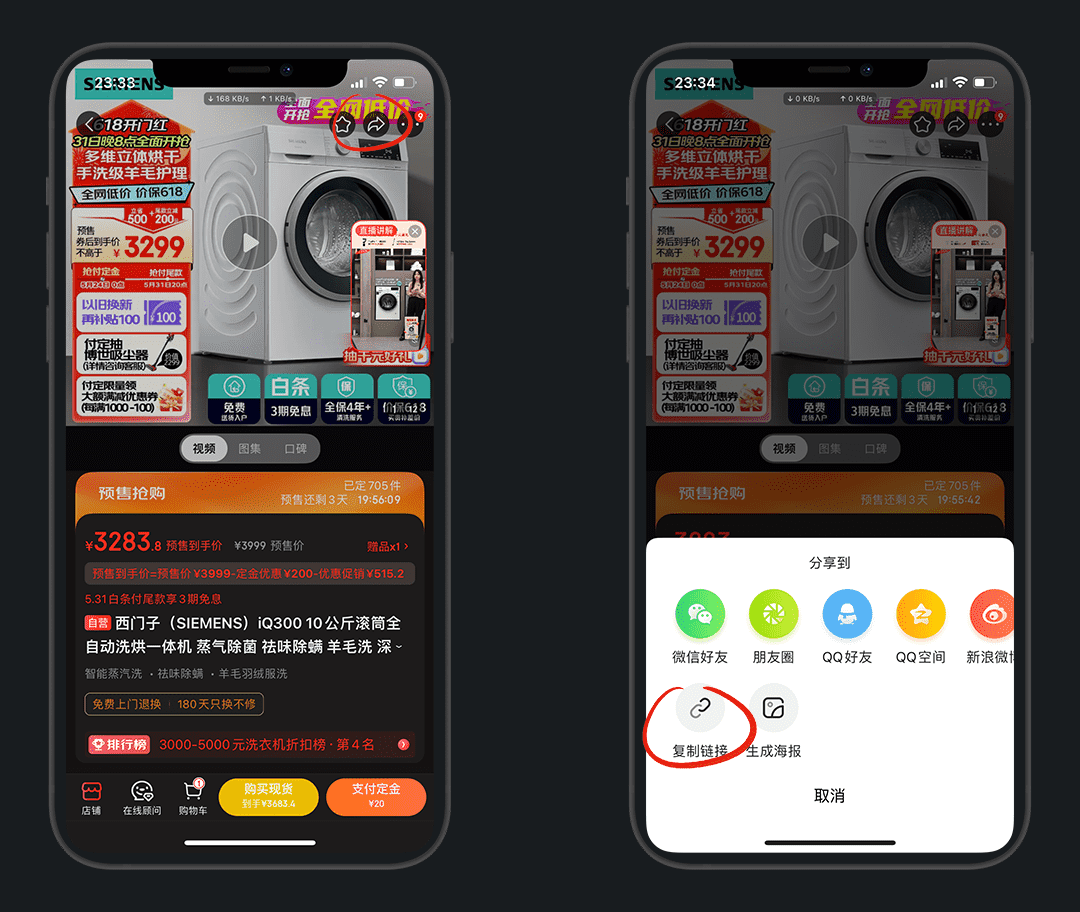 23:33
SIEMENS
↓ 168 KB/s ↑ 1 KB/s
全面
开抢
全网低价
9
618开门红
31日晚8点全面开抢
多维立体烘干
手洗级羊毛护理
全网低价 价保618
立省
500
+
尾款立减
200元
预售
券后到手价
不高于
¥3299
抢付定金
抢付尾款
5月24日 0点
5月31日20点
以旧换新
再补贴100
100
付定抽
博世吸尘器
(详情咨询客服)
付定限量领
大额满减优惠券
(每满1000 -100)
直播讲解
抽千元好礼
免费
送装入户
白条
3期免息
保
全保4年+
清洗服务
保
买贵补差价
视频
图集
口碑
预售抢购
已定 705 件
预售还剩 3 天 19:56:09
¥3283.8 预售到手价 ¥3999 预售价
赠品x1 ›
预售到手价=预售价¥3999-定金优惠¥200-优惠促销¥515.2
5.31白条付尾款享3期免息
自营 西门子（SIEMENS）iQ300 10公斤滚筒全
自动洗烘一体机 蒸气除菌 祛味除螨 羊毛洗 深
智能蒸汽洗 · 祛味除螨 · 羊毛羽绒服洗
免费上门退换
180天只换不修
排行榜
3000-5000元洗衣机折扣榜 · 第4名
店铺
在线顾问
1
购物车
购买现货
到手¥3683.4
支付定金
¥20
23:34
SIEMENS
↓ 0 KB/s ↑ 0 KB/s
全面
开抢
全网低价
9
618开门红
31日晚8点全面开抢
多维立体烘干
手洗级羊毛护理
全网低价 价保618
立省
500
+
尾款立减
200元
预售
券后到手价
不高于
¥3299
抢付定金
抢付尾款
5月24日 0点
5月31日20点
以旧换新
再补贴100
100
付定抽
博世吸尘器
(详情咨询客服)
付定限量领
大额满减优惠券
(每满1000 -100)
直播讲解
抽千元好礼
免费
送装入户
白条
3期免息
保
全保4年+
清洗服务
保
买贵补差价
视频
图集
口碑
预售抢购
已定 705 件
预售还剩 3 天 19:55:42
分享到
微信好友
朋友圈
QQ好友
QQ空间
新浪微博
复制链接
生成海报
取消